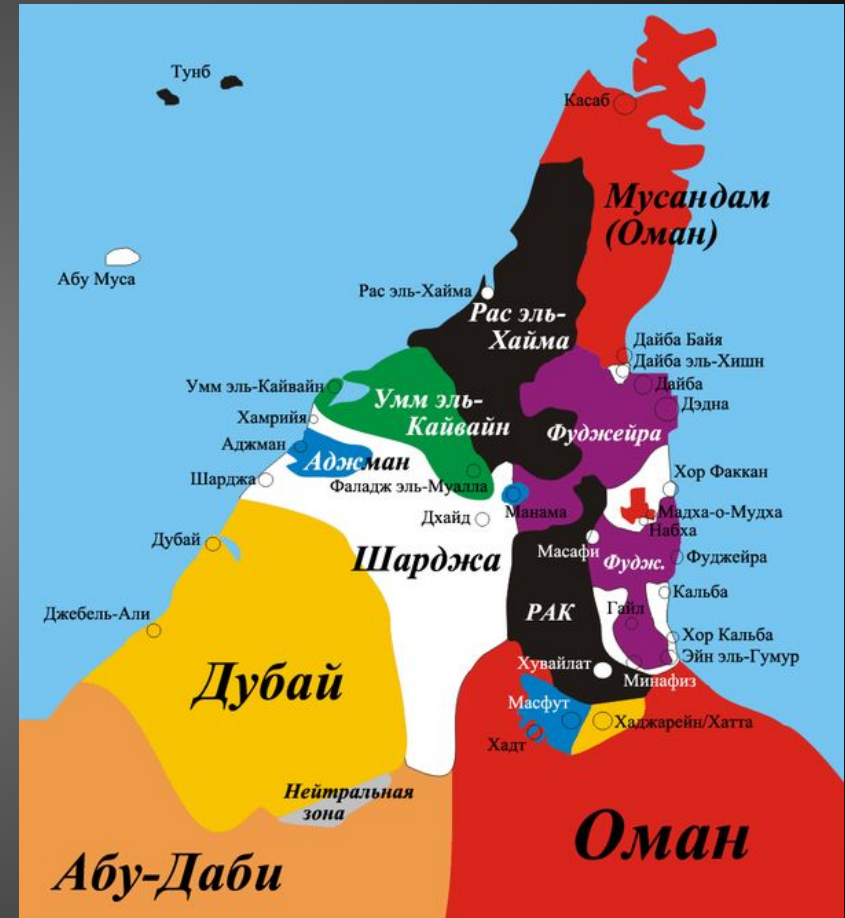 Тунб
Касаб
Мусандам
(Оман)
Абу Муса
Рас эль-Хайма
Рас эль-
Хайма
Дайба Байя
Дайба эль-Хишн
Дайба
Дэдна
Умм эль-Кайвайн
Умм эль-
Кайвайн
Хамрийя
Фуджейра
Аджман
Аджман
Шарджа
Фаладж эль-Муалла
Хор Факкан
Манама
Мадха-о-Мудха
Набха
Дхайд
Дубай
Масафи
Фудж.
Фуджейра
Шарджа
Кальба
Гайл
Джебель-Али
РАК
Хор Кальба
Эйн эль-Гумур
Хувайлат
Минафиз
Дубай
Масфут
Хаджарейн/Хатта
Хадт
Нейтральная
зона
Оман
Абу-Даби